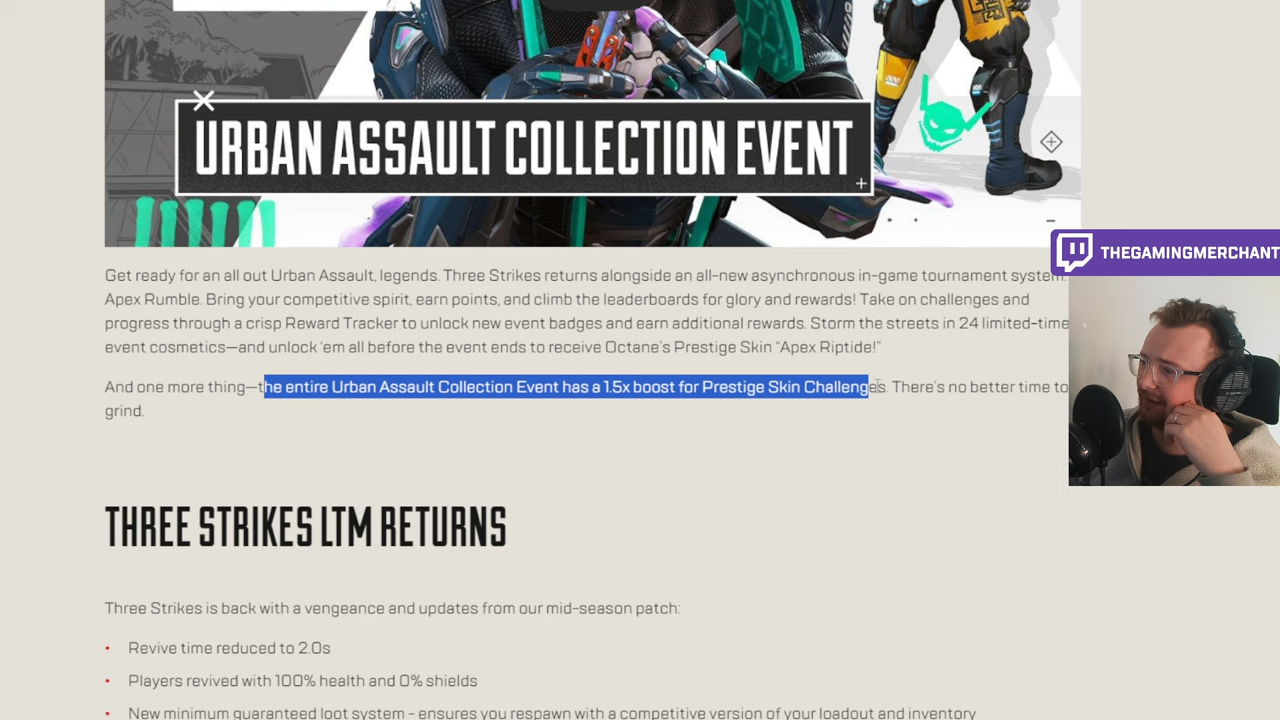 URBAN ASSAULT COLLECTION EVENT
Get ready for an all out Urban Assault, legends. Three Strikes returns alongside an all-new asynchronous in-game tournament system:
Apex Rumble. Bring your competitive spirit, earn points, and climb the leaderboards for glory and rewards! Take on challenges and
progress through a crisp Reward Tracker to unlock new event badges and earn additional rewards. Storm the streets in 24 limited-time
event cosmetics—and unlock 'em all before the event ends to receive Octane's Prestige Skin "Apex Riptide!"
And one more thing—the entire Urban Assault Collection Event has a 1.5x boost for Prestige Skin Challenges. There's no better time to
grind.
THEGAMINGMERCHANT
THREE STRIKES LTM RETURNS
Three Strikes is back with a vengeance and updates from our mid-season patch:
• Revive time reduced to 2.0s
• Players revived with 100% health and 0% shields
• New minimum guaranteed loot system - ensures you respawn with a competitive version of your loadout and inventory